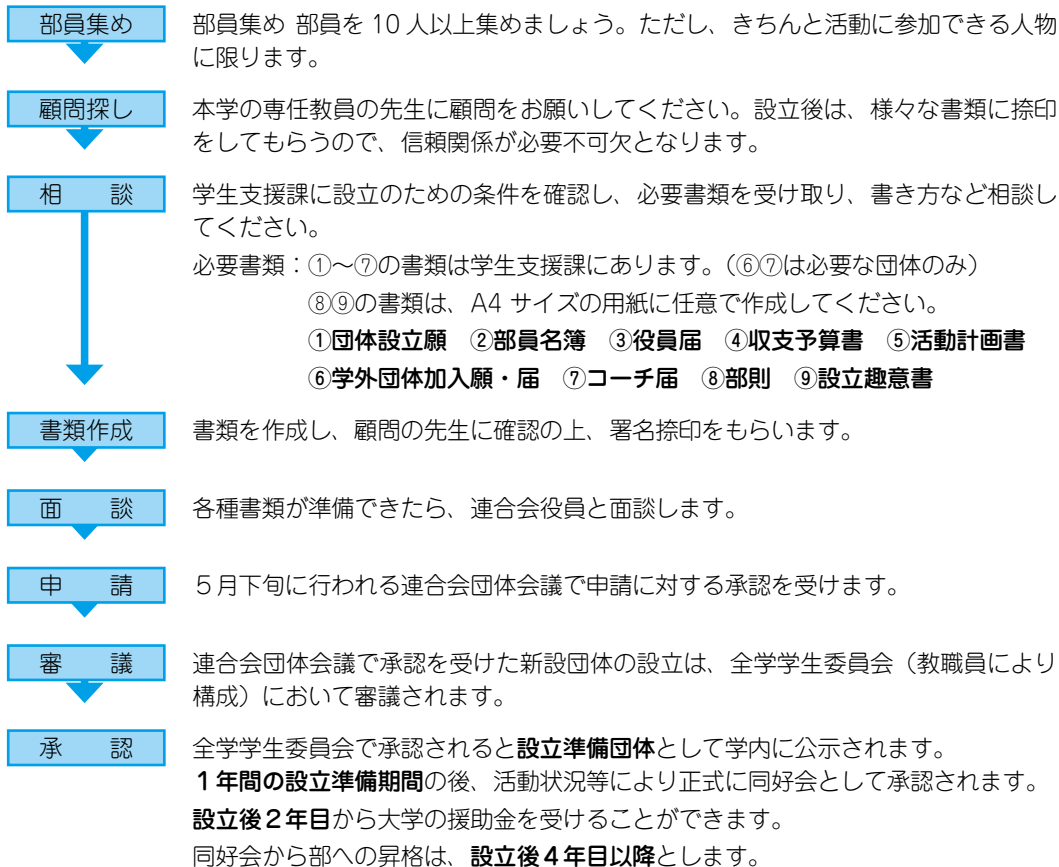 部員集め
部員集め 部員を 10 人以上集めましょう。ただし、きちんと活動に参加できる人物
に限ります。
顧問探し
本学の専任教員の先生に顧問をお願いしてください。設立後は、様々な書類に捺印
をしてもらうので、信頼関係が必要不可欠となります。
相　談
学生支援課に設立のための条件を確認し、必要書類を受け取り、書き方など相談し
てください。
必要書類：①～⑦の書類は学生支援課にあります。（⑥⑦は必要な団体のみ）
⑧⑨の書類は、A4 サイズの用紙に任意で作成してください。
①団体設立願　②部員名簿　③役員届　④収支予算書　⑤活動計画書
⑥学外団体加入願・届　⑦コーチ届　⑧部則　⑨設立趣意書
書類作成
書類を作成し、顧問の先生に確認の上、署名捺印をもらいます。
面　談
各種書類が準備できたら、連合会役員と面談します。
申　請
５月下旬に行われる連合会団体会議で申請に対する承認を受けます。
審　議
連合会団体会議で承認を受けた新設団体の設立は、全学学生委員会（教職員により
構成）において審議されます。
承　認
全学学生委員会で承認されると設立準備団体として学内に公示されます。
１年間の設立準備期間の後、活動状況等により正式に同好会として承認されます。
設立後２年目から大学の援助金を受けることができます。
同好会から部への昇格は、設立後４年目以降とします。